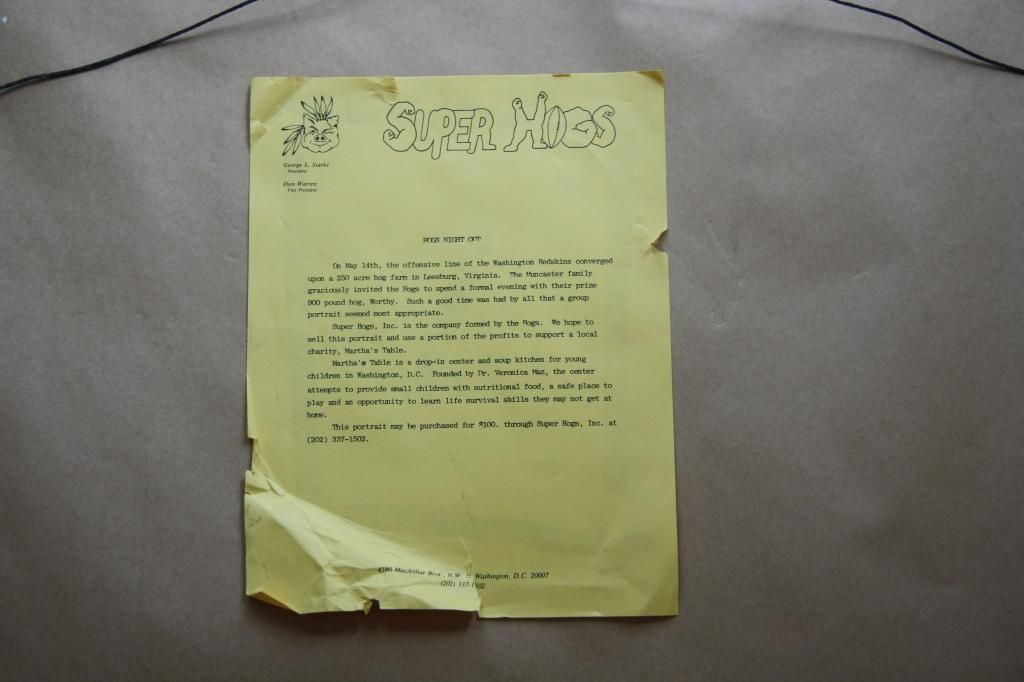 SUPER HOGS
George L. Starke
President
Don Warren
Vice President
HOGS NIGHT OUT
On May 14th, the offensive line of the Washington Redskins converged
upon a 250 acre hog farm in Leesburg, Virginia. The Muncaster family
graciously invited the Hogs to spend a formal evening with their prize
900 pound hog, Worthy. Such a good time was had by all that a group
portrait seemed most appropriate.
Super Hogs, Inc. is the company formed by the Hogs. We hope to
sell this portrait and use a portion of the profits to support a local
charity, Martha's Table.
Martha's Table is a drop-in center and soup kitchen for young
children in Washington, D.C. Founded by Dr. Veronica Maz, the center
attempts to provide small children with nutritional food, a safe place to
play and an opportunity to learn life survival skills they may not get at
home.
This portrait may be purchased for $100. through Super Hogs, Inc. at
(202) 337-1502.
4599 MacArthur Blvd., N.W. Washington, D.C. 20007
(202) 337-1502